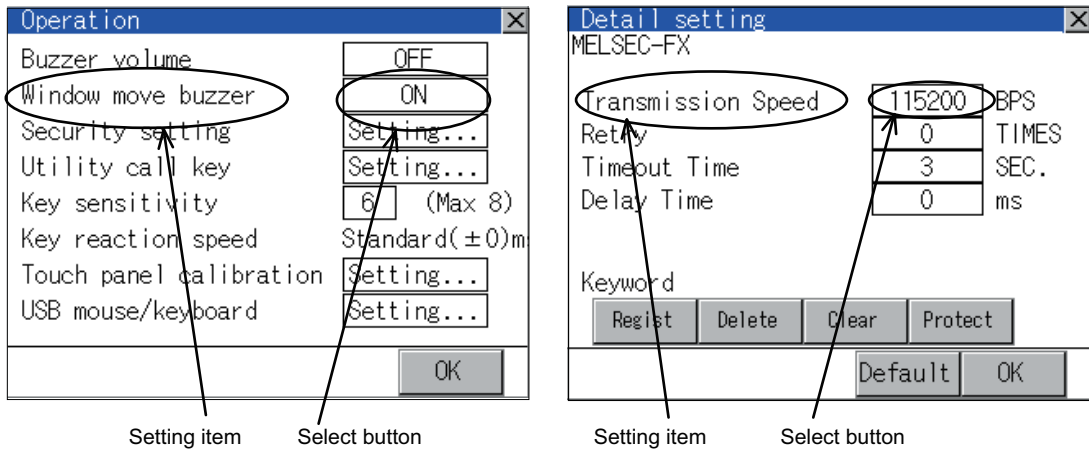 Operation
Buzzer volume OFF
Window move buzzer ON
Security setting Setting...
Utility call key Setting...
Key sensitivity 6 (Max 8)
Key reaction speed Standard(±0)m
Touch panel calibration Setting...
USB mouse/keyboard Setting...
OK
Setting item Select button
Detail setting
MELSEC-FX
Transmission Speed 115200 BPS
Retry 0 TIMES
Timeout Time 3 SEC.
Delay Time 0 ms
Keyword
Regist Delete Clear Protect
Default OK
Setting item Select button